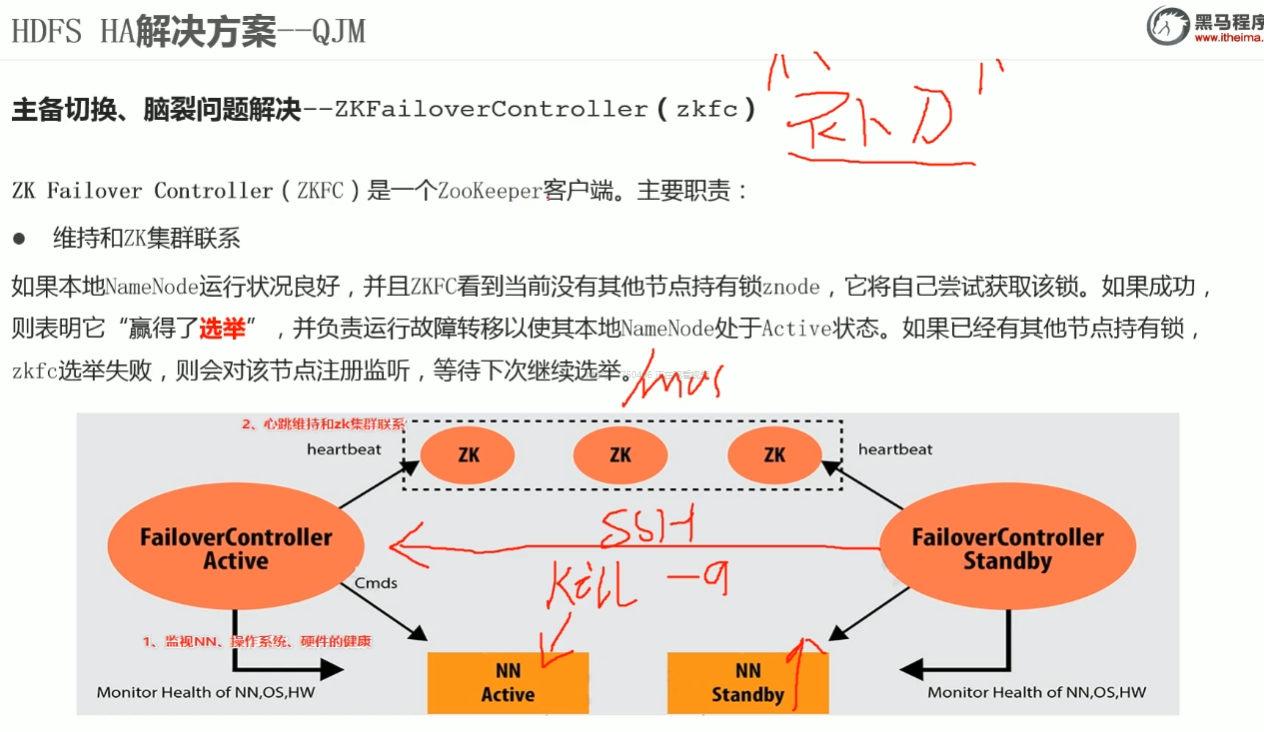 HDFS HA解决方案--QJM
黑马程序
www.itheima.
主备切换、脑裂问题解决--ZKFailoverController(zkfc)
ZK Failover Controller(ZKFC)是一个ZooKeeper客户端。主要职责:
● 维持和ZK集群联系
如果本地NameNode运行状况良好,并且ZKFC看到当前没有其他节点持有锁znode,它将自己尝试获取该锁。如果成功,
则表明它“赢得了选举”,并负责运行故障转移以使其本地NameNode处于Active状态。如果已经有其他节点持有锁,
zkfc选举失败,则会对该节点注册监听,等待下次继续选举。
2、心跳维持和zk集群联系
heartbeat
ZK
ZK
ZK
heartbeat
FailoverController
Active
SSH
Kill -9
FailoverController
Standby
Cmds
1、监视NN、操作系统、硬件的健康
Monitor Health of NN,OS,HW
NN
Active
NN
Standby
Monitor Health of NN,OS,HW